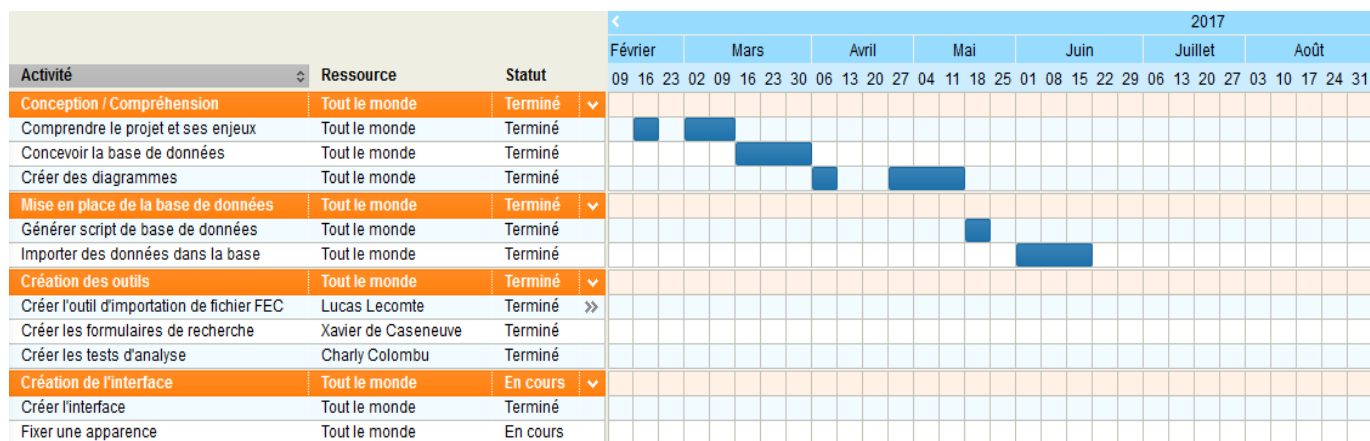 2017
Février Mars Avril Mai Juin Juillet Août
Activité Ressource Statut 09 16 23 02 09 16 23 30 06 13 20 27 04 11 18 25 01 08 15 22 29 06 13 20 27 03 10 17 24 31
Conception / Compréhension Tout le monde Terminé
Comprendre le projet et ses enjeux Tout le monde Terminé
Concevoir la base de données Tout le monde Terminé
Créer des diagrammes Tout le monde Terminé
Mise en place de la base de données Tout le monde Terminé
Générer script de base de données Tout le monde Terminé
Importer des données dans la base Tout le monde Terminé
Création des outils Tout le monde Terminé
Créer l'outil d'importation de fichier FEC Lucas Lecomte Terminé »
Créer les formulaires de recherche Xavier de Caseneuve Terminé
Créer les tests d'analyse Charly Colombu Terminé
Création de l'interface Tout le monde En cours
Créer l'interface Tout le monde Terminé
Fixer une apparence Tout le monde En cours